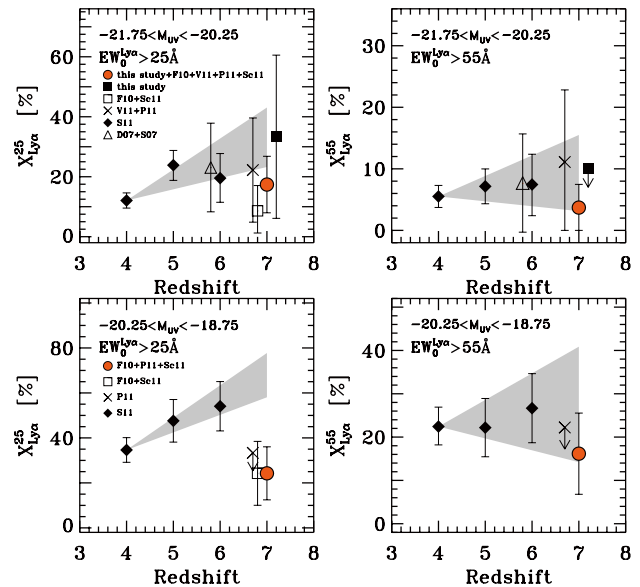 −21.75<M_UV<−20.25
EW_0^Lyα>25Å
this study+F10+V11+P11+Sc11
this study
F10+Sc11
V11+P11
S11
D07+S07
X_Lyα^25 [%]
60
40
20
0
3 4 5 6 7 8
Redshift
−21.75<M_UV<−20.25
EW_0^Lyα>55Å
X_Lyα^55 [%]
30
20
10
0
3 4 5 6 7 8
Redshift
−20.25<M_UV<−18.75
EW_0^Lyα>25Å
F10+P11+Sc11
F10+Sc11
P11
S11
X_Lyα^25 [%]
80
40
0
3 4 5 6 7 8
Redshift
−20.25<M_UV<−18.75
EW_0^Lyα>55Å
X_Lyα^55 [%]
40
20
0
3 4 5 6 7 8
Redshift